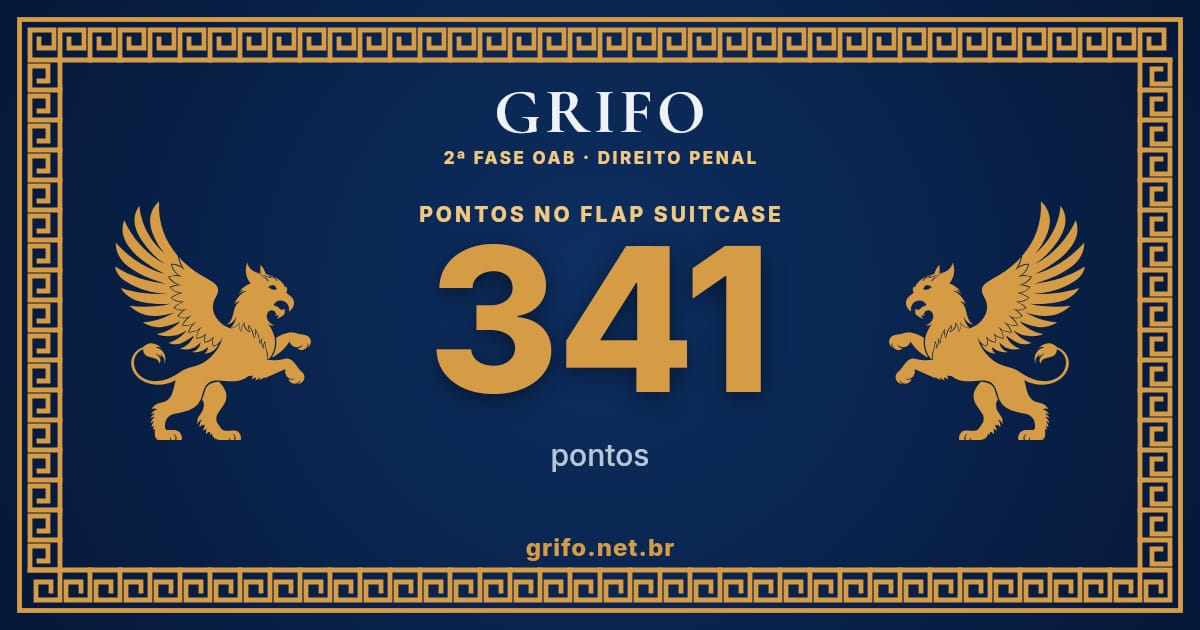 GRIFO
2ª FASE OAB · DIREITO PENAL
PONTOS NO FLAP SUITCASE
341
pontos
grifo.net.br